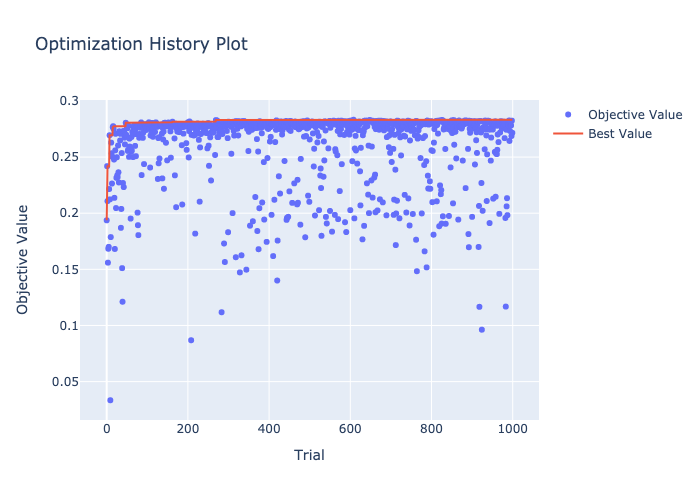 Optimization History Plot
0.3
0.25
0.2
0.15
0.1
0.05
Objective Value
0
200
400
600
800
1000
Trial
Objective Value
Best Value